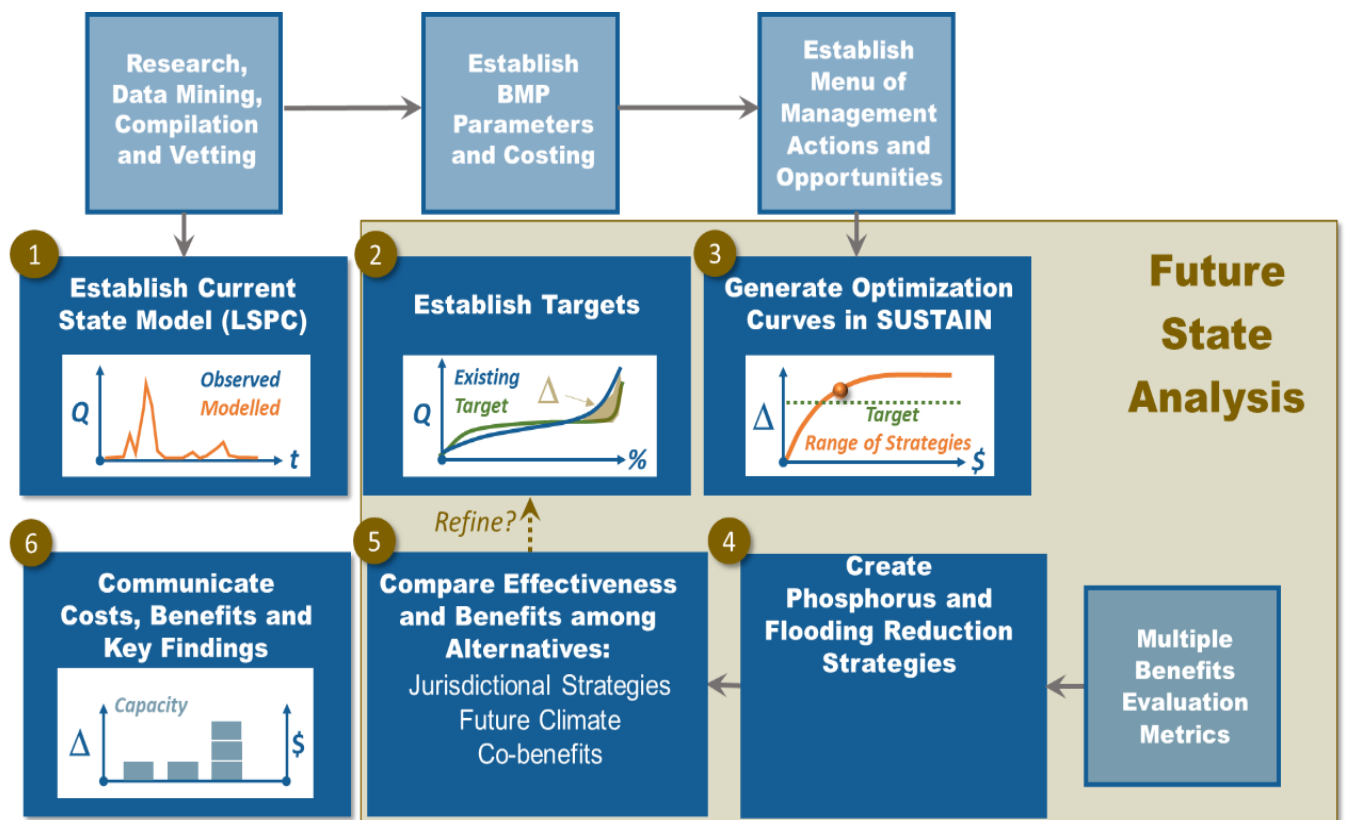 Research,
Data Mining,
Compilation
and Vetting
Establish
BMP
Parameters
and Costing
Establish
Menu of
Management
Actions and
Opportunities
1
Establish Current
State Model (LSPC)
Q
Observed
Modelled
t
2
Establish Targets
Q
Existing
Target
Δ
%
3
Generate Optimization
Curves in SUSTAIN
Δ
Target
Range of Strategies
$
Future
State
Analysis
6
Communicate
Costs, Benefits and
Key Findings
Capacity
Δ
$
Refine?
5
Compare Effectiveness
and Benefits among
Alternatives:
Jurisdictional Strategies
Future Climate
Co-benefits
4
Create
Phosphorus and
Flooding Reduction
Strategies
Multiple
Benefits
Evaluation
Metrics